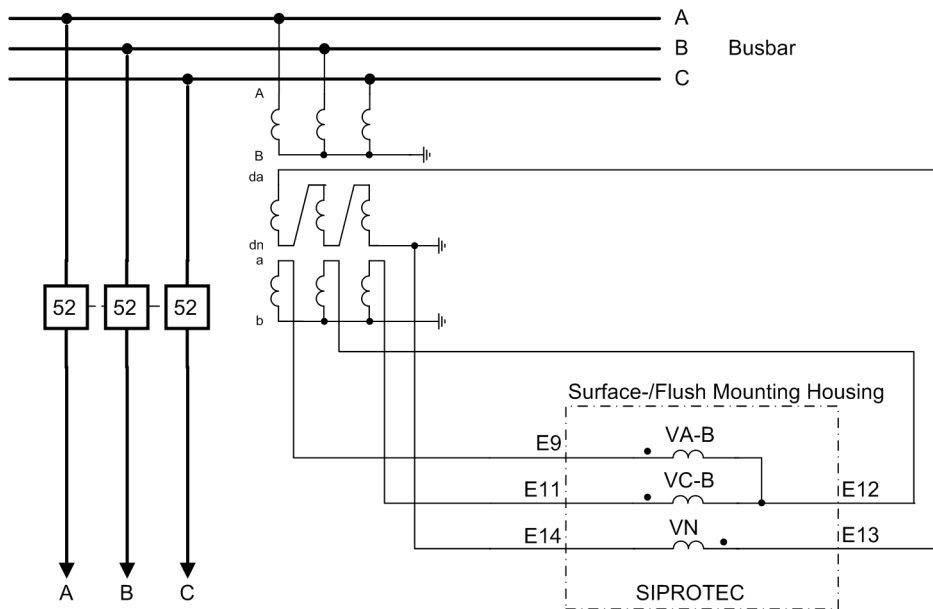 A
B Busbar
C
A
B
da
dn
a
b
52 52 52
Surface-/Flush Mounting Housing
VA-B
E9
VC-B
E11 E12
VN
E14 E13
SIPROTEC
A B C